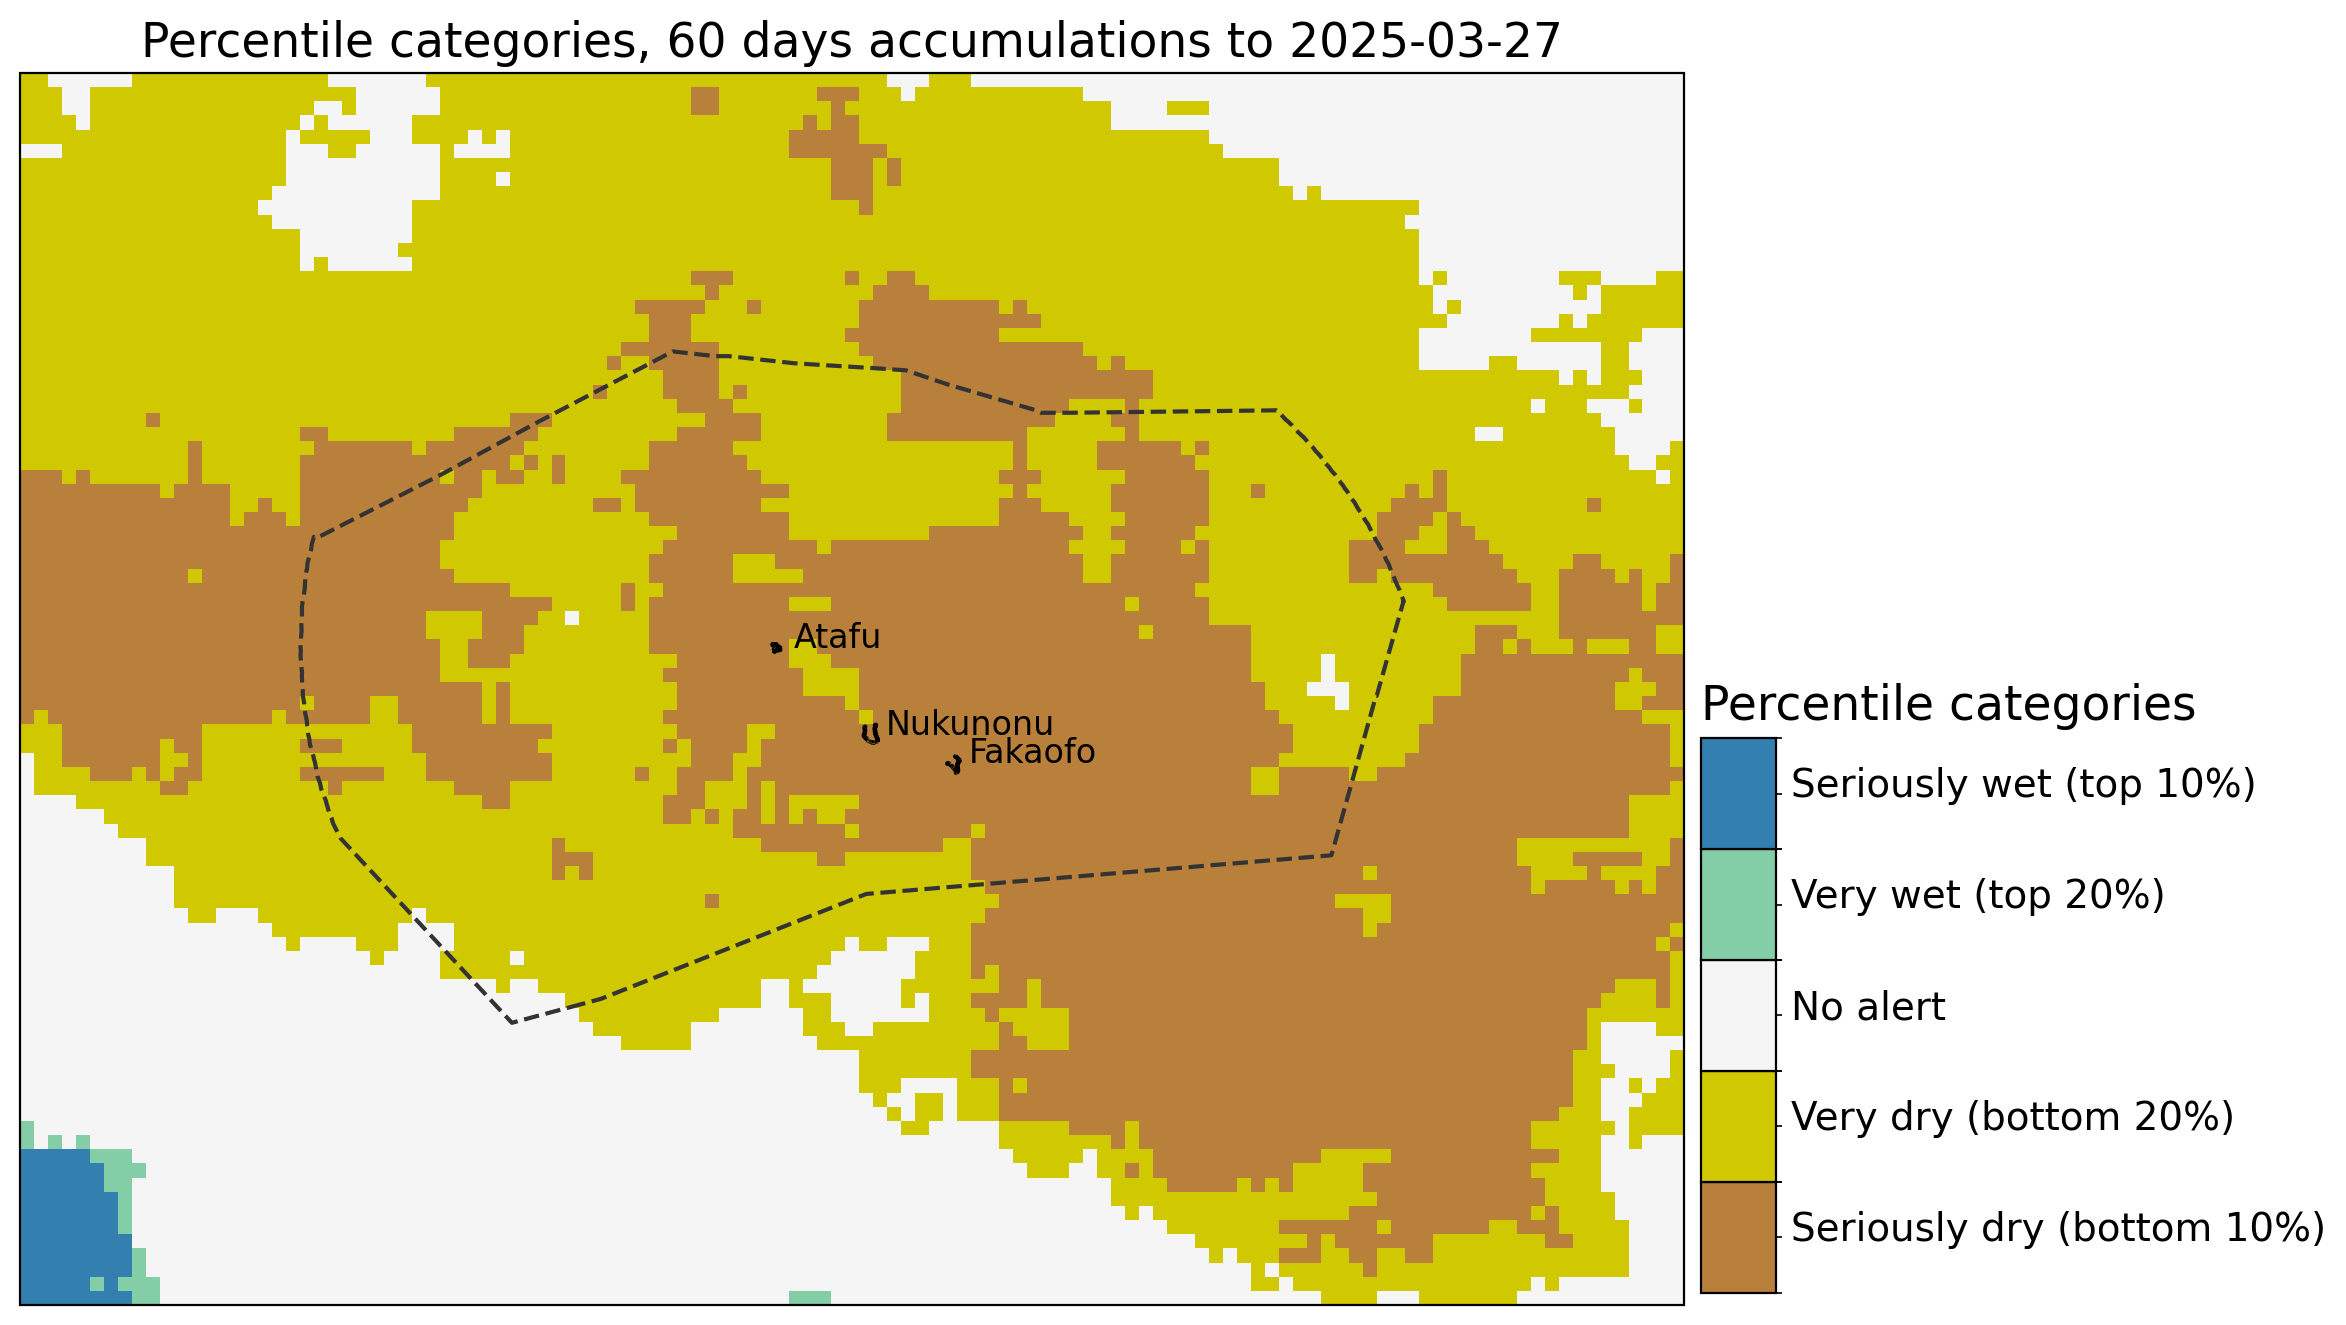 Percentile categories, 60 days accumulations to 2025-03-27
Atafu
Nukunonu
Fakaofo
Percentile categories
Seriously wet (top 10%)
Very wet (top 20%)
No alert
Very dry (bottom 20%)
Seriously dry (bottom 10%)